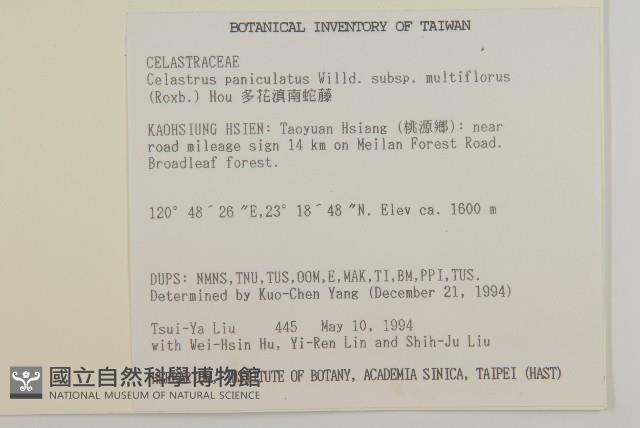 BOTANICAL INVENTORY OF TAIWAN
CELASTRACEAE
Celastrus paniculatus Willd. subsp. multiflorus
(Roxb.) Hou 多花滇南蛇藤
KAOHSIUNG HSIEN: Taoyuan Hsiang (桃源鄉): near
road mileage sign 14 km on Meilan Forest Road.
Broadleaf forest.
120° 48´ 26 ″E,23° 18´ 48 ″N. Elev ca. 1600 m
DUPS: NMNS,TNU,TUS,OOM,E,MAK,TI,BM,PPI,TUS.
Determined by Kuo-Chen Yang (December 21, 1994)
Tsui-Ya Liu 445 May 10, 1994
with Wei-Hsin Hu, Yi-Ren Lin and Shih-Ju Liu
OF BOTANY, ACADEMIA SINICA, TAIPEI (HAST)
國立自然科學博物館
NATIONAL MUSEUM OF NATURAL SCIENCE